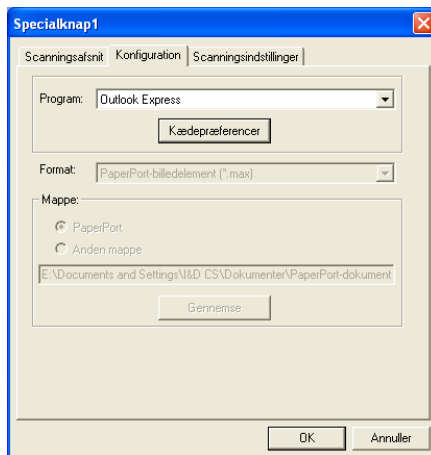 Specialknap1
Scanningsafsnit Konfiguration Scanningsindstillinger
Program: Outlook Express
Kædepræferencer
Format: PaperPort-billedelement (*.max)
Mappe:
PaperPort
Anden mappe
E:\Documents and Settings\I&D CS\Dokumenter\PaperPort-dokument
Gennemse
OK Annuller